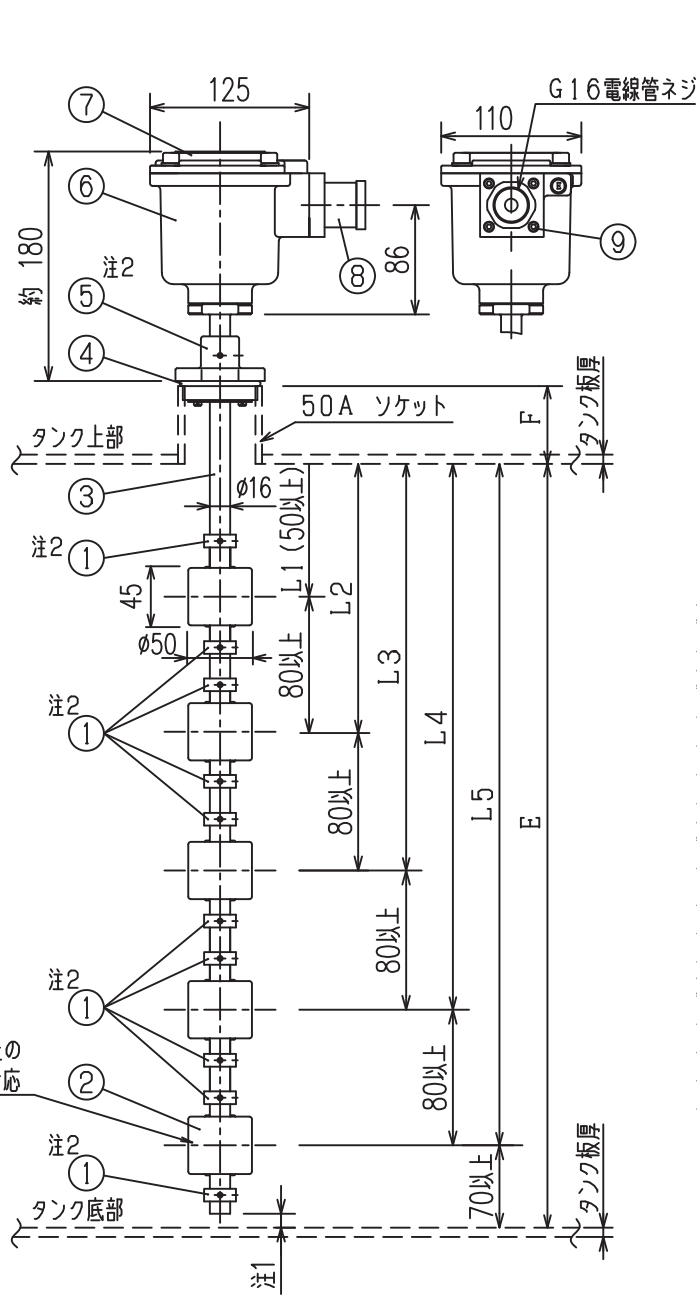 125
G16電線管ネジ
110
⑦
⑥
約 180
注2
⑤
⑧
86
⑨
④
50A ソケット
F
タンク板厚
タンク上部
③
φ16
L1(50以上)
注2
①
45
φ50
80以上
L2
L3
L4
L5
E
注2
①
80以上
80以上
注2
①
80以上
②
注2
①
タンク底部
70以上
タンク板厚
注1